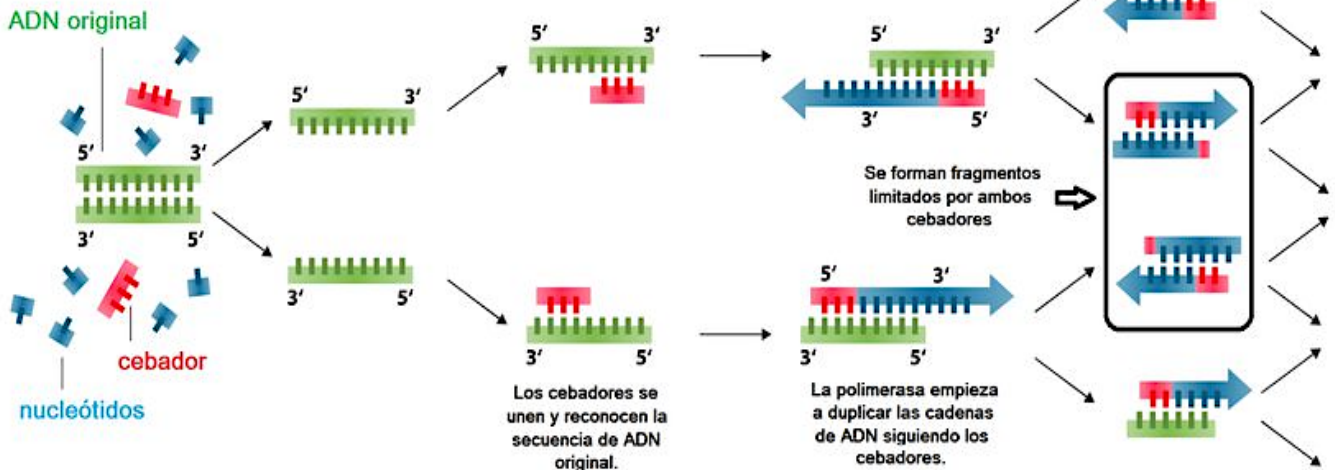 ADN original
5' 3'
3' 5'
cebador
nucleótidos
5' 3'
3' 5'
5' 3'
3' 5'
Los cebadores se
unen y reconocen la
secuencia de ADN
original.
5' 3'
3' 5'
5' 3'
3' 5'
La polimerasa empieza
a duplicar las cadenas
de ADN siguiendo los
cebadores.
Se forman fragmentos
limitados por ambos
cebadores